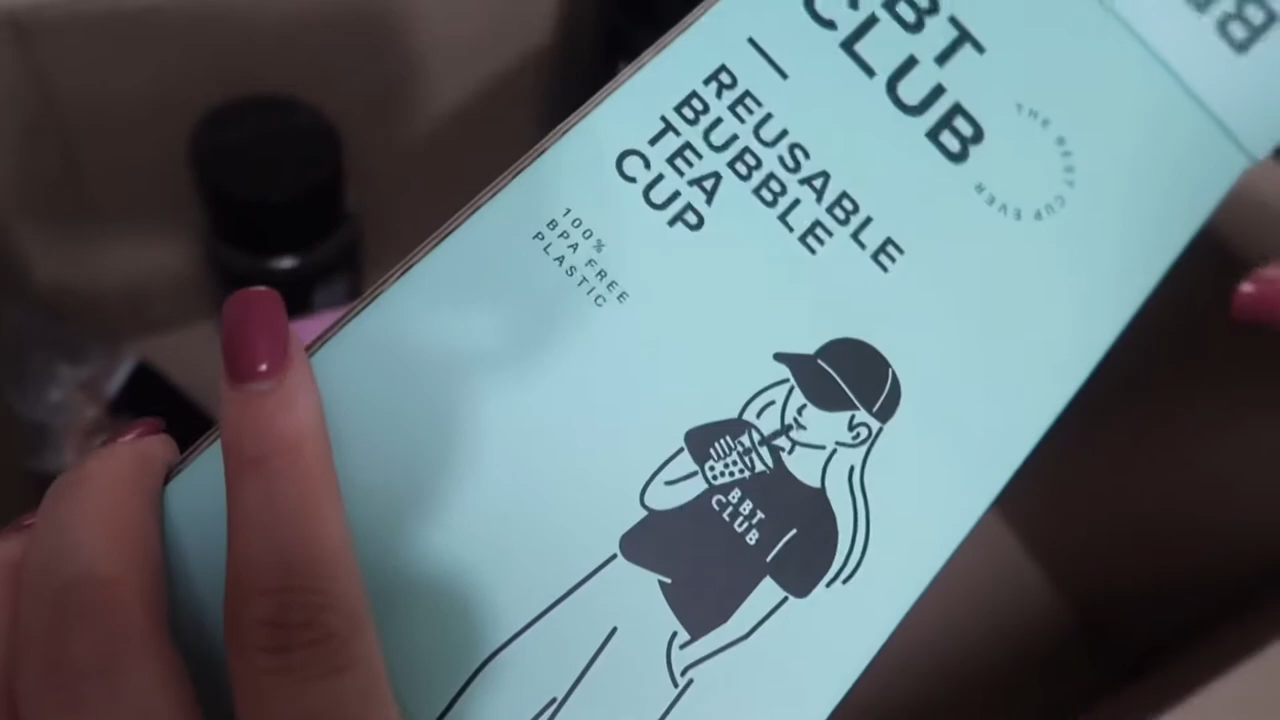 BBT
CLUB
THE BEST CUP EVER
REUSABLE
BUBBLE
TEA
CUP
100%
BPA FREE
PLASTIC
BBT
CLUB